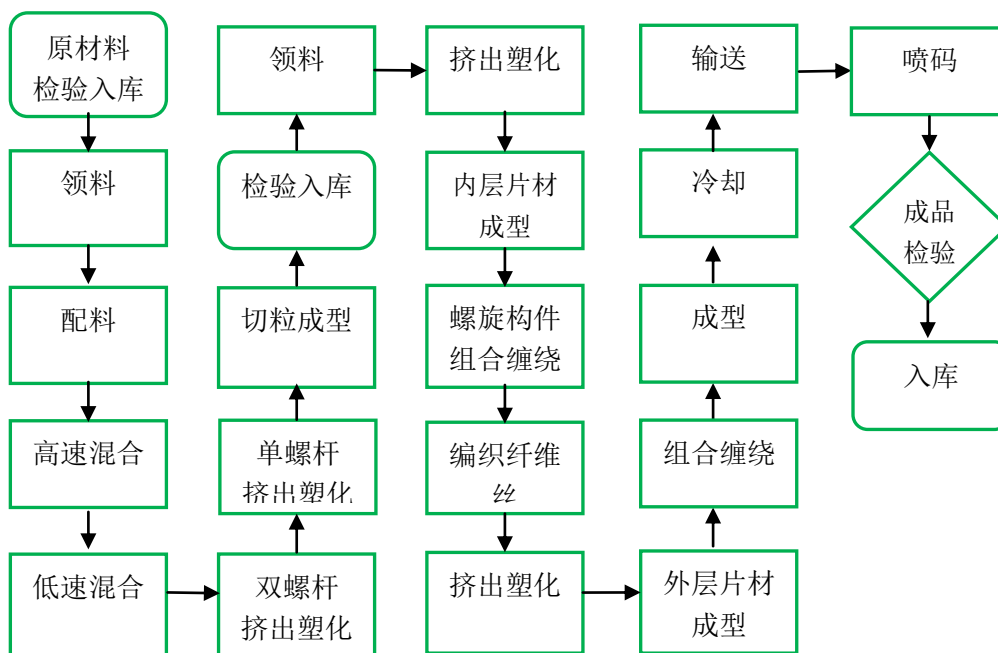 原材料
检验入库
领料
配料
高速混合
低速混合
双螺杆
挤出塑化
单螺杆
挤出塑化
切粒成型
检验入库
领料
挤出塑化
内层片材
成型
螺旋构件
组合缠绕
编织纤维
丝
挤出塑化
外层片材
成型
组合缠绕
成型
冷却
输送
喷码
成品
检验
入库